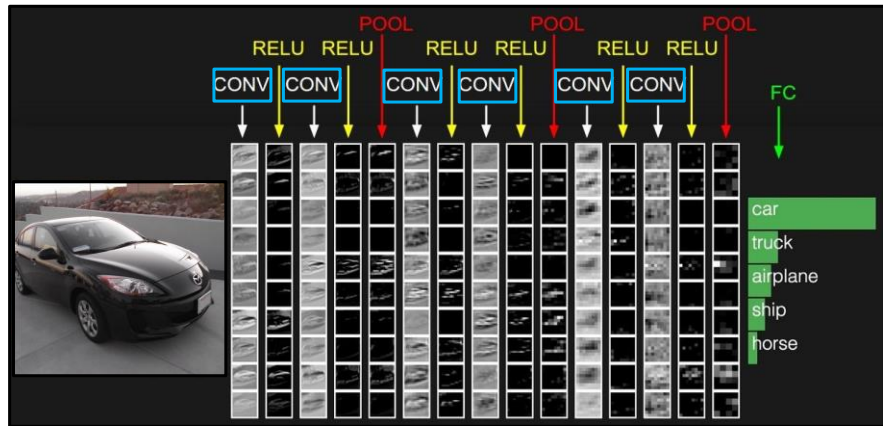 POOL POOL POOL
RELU RELU RELU RELU RELU RELU
CONV CONV CONV CONV CONV CONV
FC
car
truck
airplane
ship
horse